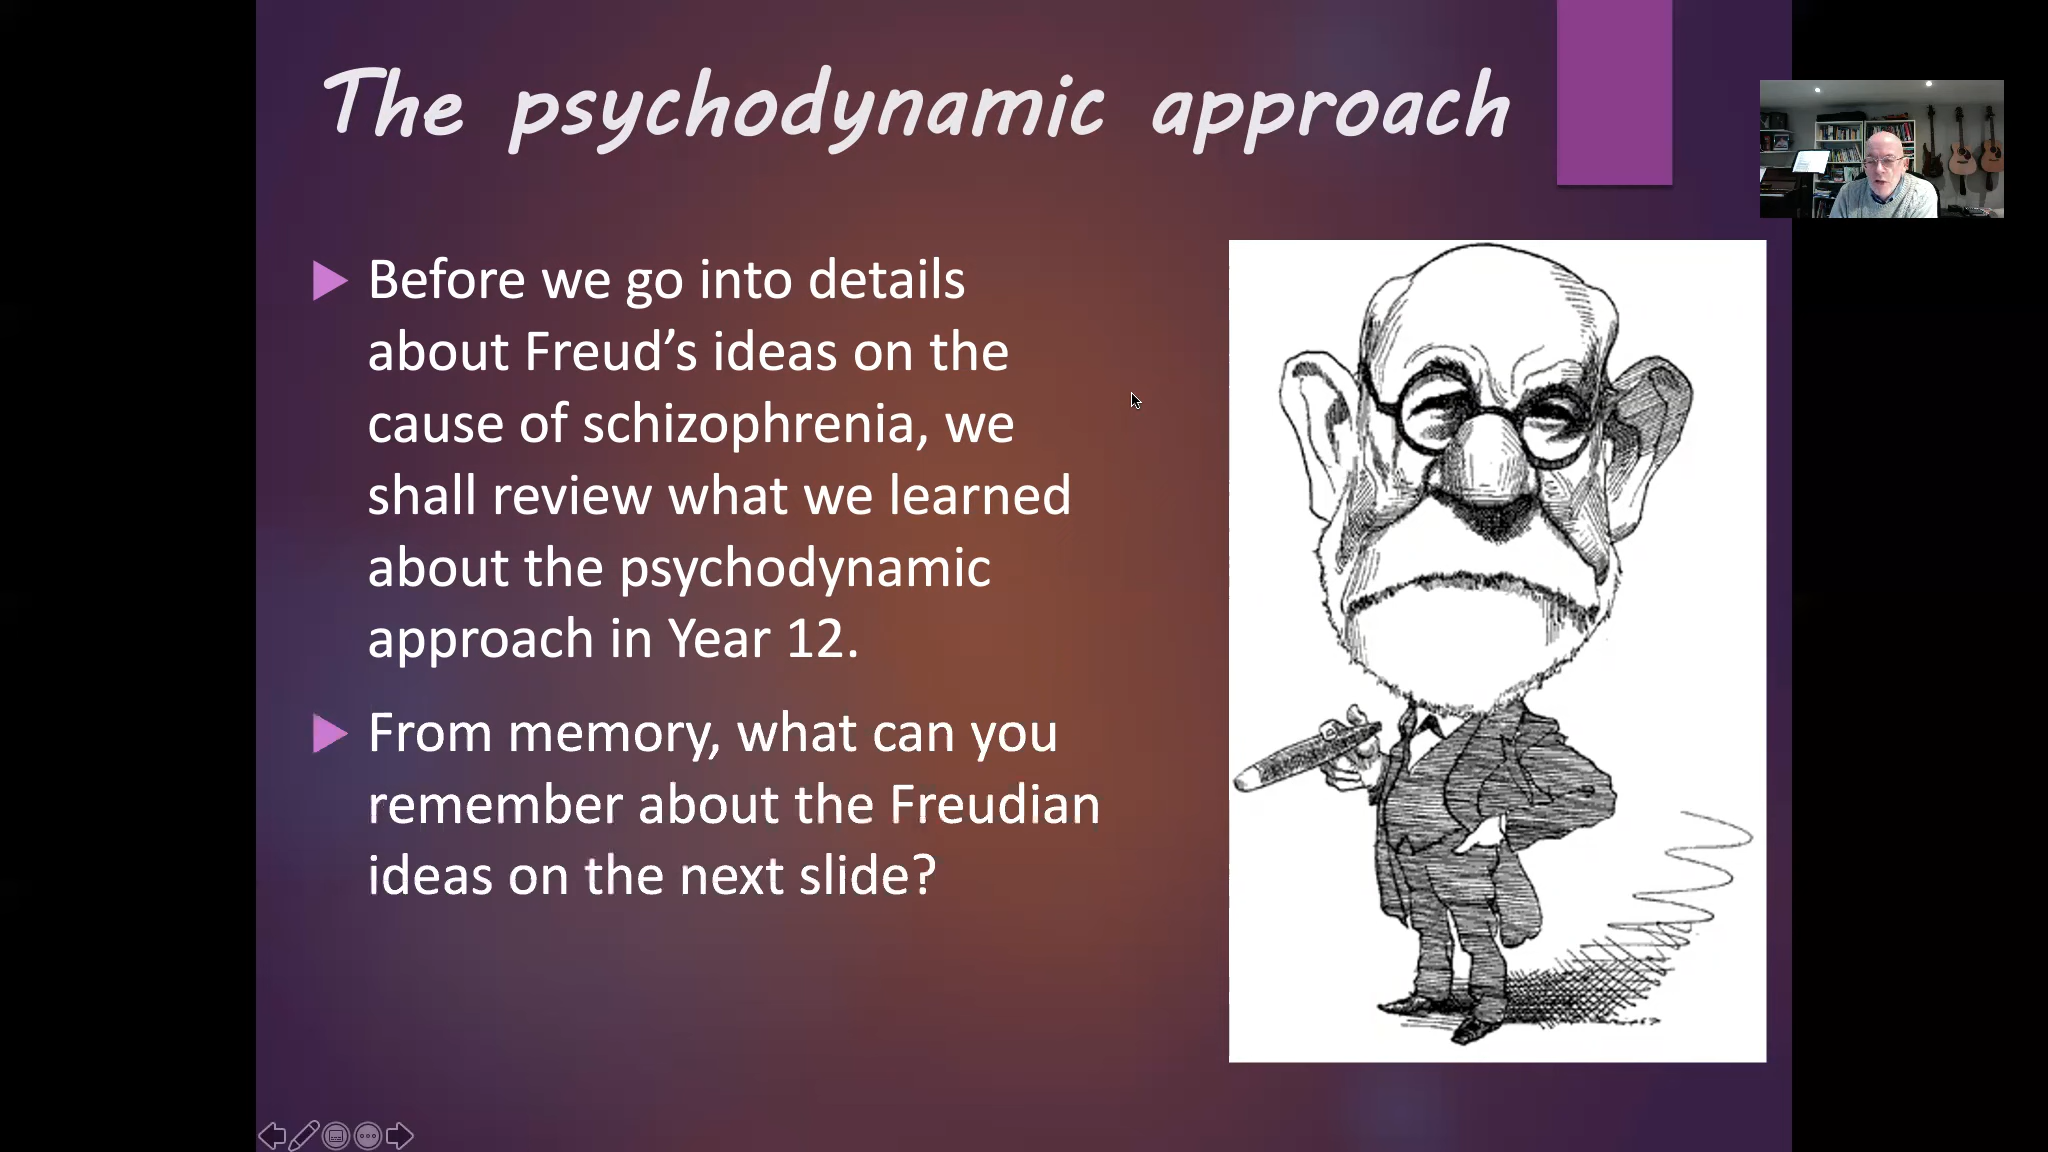 The psychodynamic approach
Before we go into details
about Freud’s ideas on the
cause of schizophrenia, we
shall review what we learned
about the psychodynamic
approach in Year 12.
From memory, what can you
remember about the Freudian
ideas on the next slide?